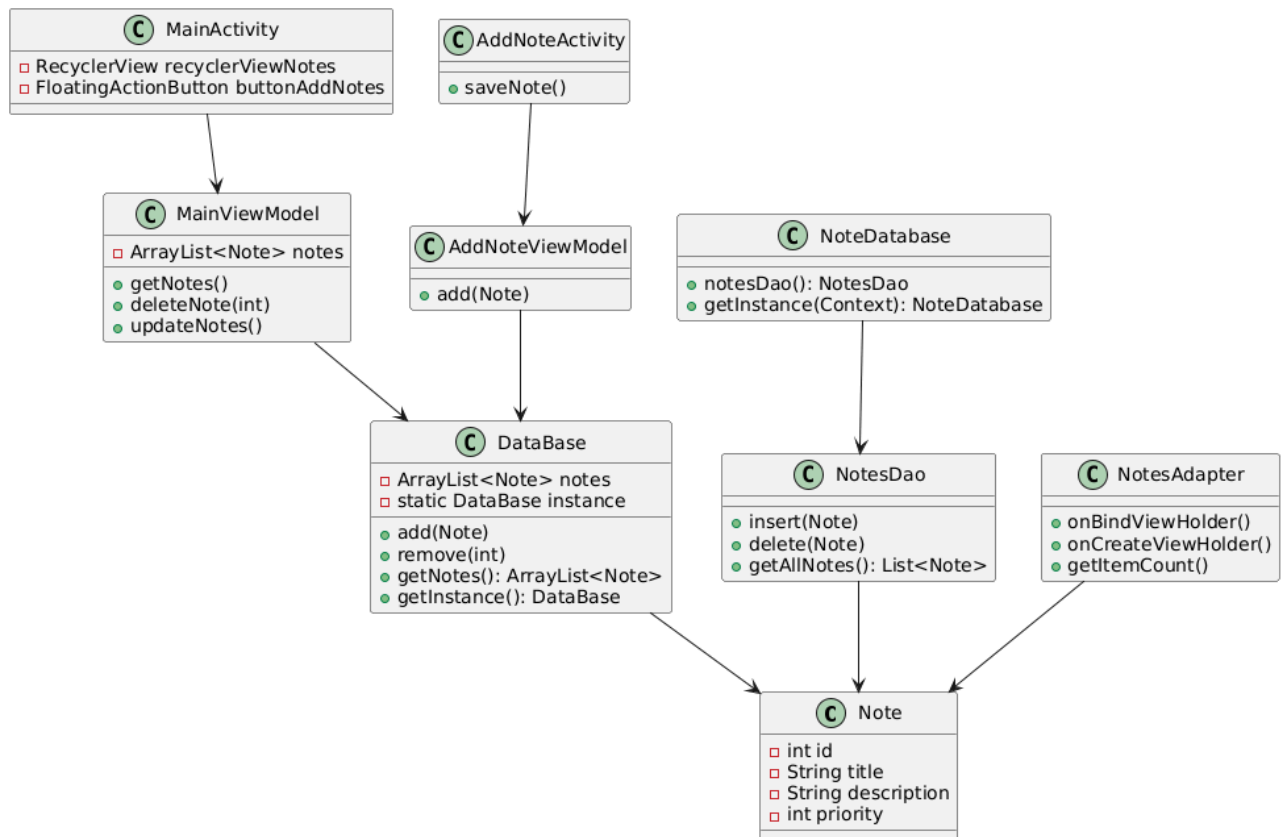 C MainActivity
RecyclerView recyclerViewNotes
FloatingActionButton buttonAddNotes
C AddNoteActivity
saveNote()
C MainViewModel
ArrayList<Note> notes
getNotes()
deleteNote(int)
updateNotes()
C AddNoteViewModel
add(Note)
C NoteDatabase
notesDao(): NotesDao
getInstance(Context): NoteDatabase
C DataBase
ArrayList<Note> notes
static DataBase instance
add(Note)
remove(int)
getNotes(): ArrayList<Note>
getInstance(): DataBase
C NotesDao
insert(Note)
delete(Note)
getAllNotes(): List<Note>
C NotesAdapter
onBindViewHolder()
onCreateViewHolder()
getItemCount()
C Note
int id
String title
String description
int priority